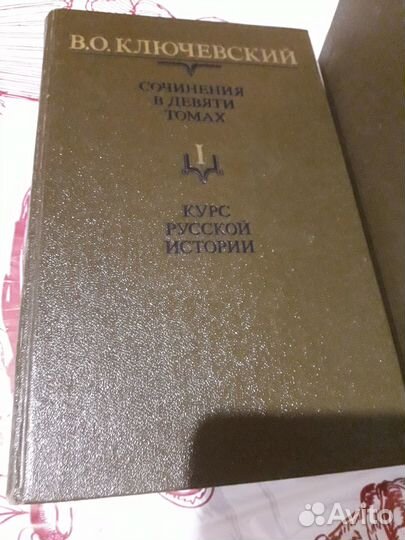 В.О.КЛЮЧЕВСКИЙ
СОЧИНЕНИЯ
В ДЕВЯТИ
ТОМАХ
I
КУРС
РУССКОЙ
ИСТОРИИ
Avito